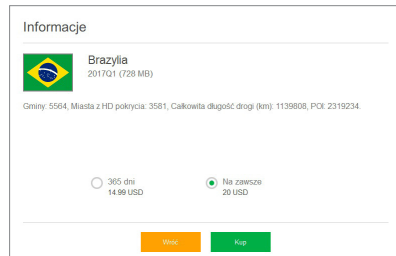 Informacje
Brazylia
2017Q1 (728 MB)
Gminy: 5564, Miasta z HD pokrycia: 3581, Całkowita długość drogi (km): 1139808, POI: 2319234.
365 dni
14.99 USD
Na zawsze
20 USD
Wróć
Kup